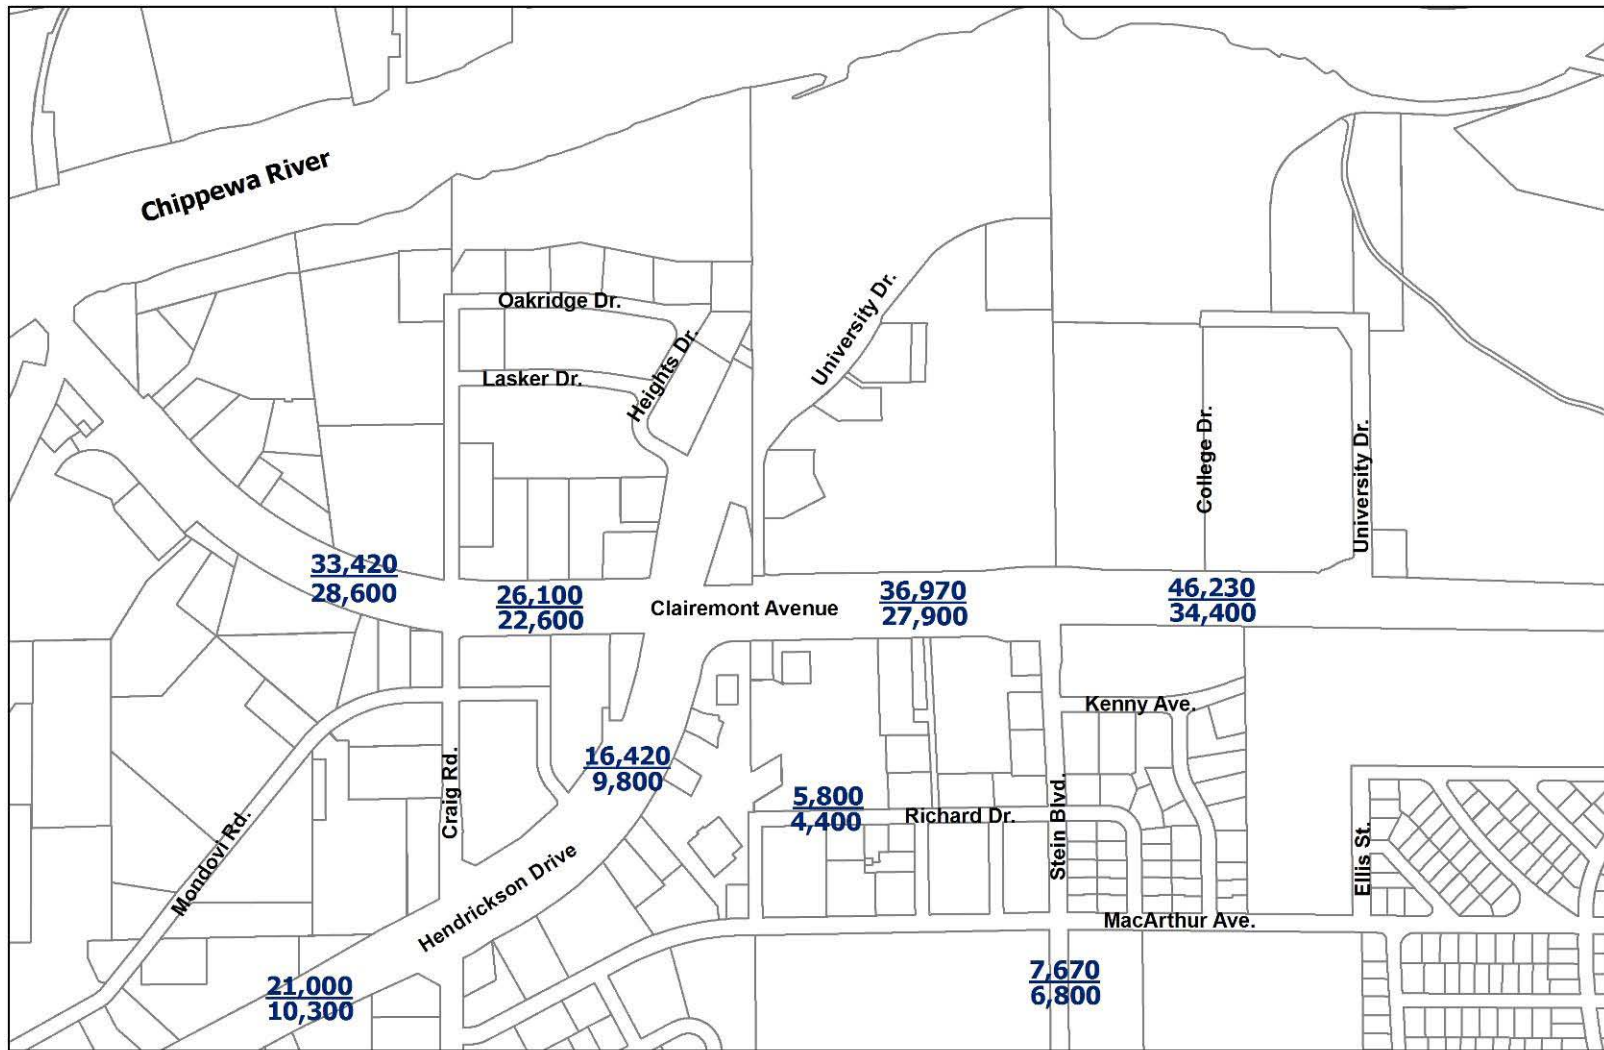 Chippewa River
Oakridge Dr.
University Dr.
Heights Dr.
Lasker Dr.
College Dr.
University Dr.
33,420
28,600
26,100
22,600
Clairemont Avenue
36,970
27,900
46,230
34,400
Kenny Ave.
16,420
9,800
Craig Rd.
5,800
4,400
Richard Dr.
Stein Blvd.
Mondovi Rd.
Ellis St.
Hendrickson Drive
MacArthur Ave.
21,000
10,300
7,670
6,800